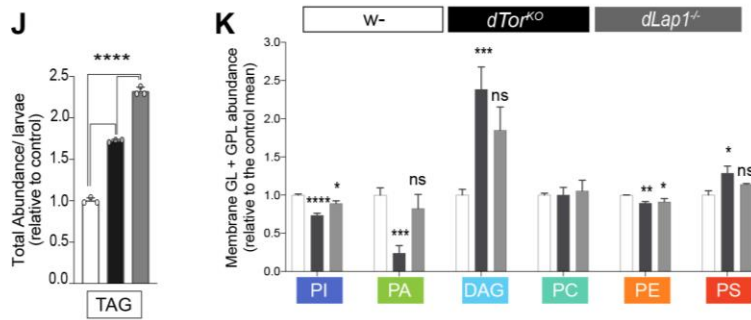 J
****
Total Abundance/ larvae
(relative to control)
2.5
2.0
1.5
1.0
0.5
0.0
TAG
K
w-
dTorKO
dLap1-/-
Membrane GL + GPL abundance
(relative to the control mean)
3.0
2.5
2.0
1.5
1.0
0.5
0.0
****
*
***
ns
***
ns
**
*
*
ns
PI
PA
DAG
PC
PE
PS